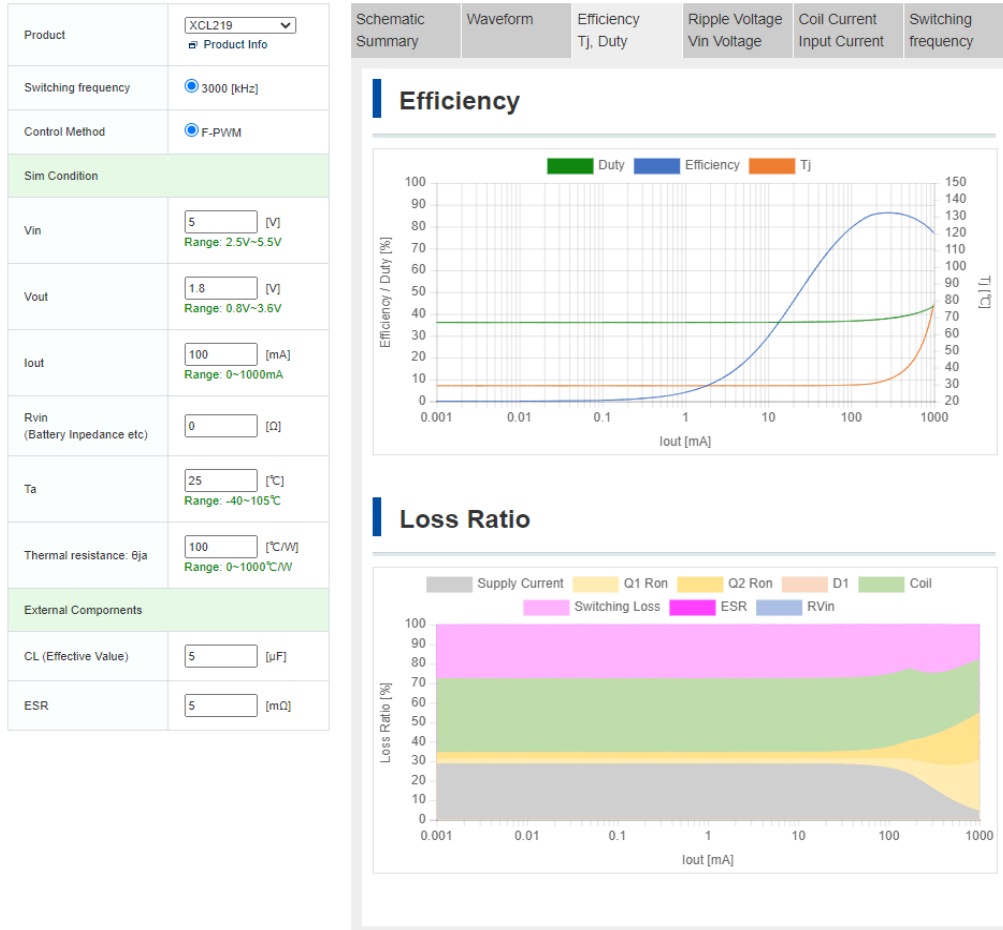 Product
XCL219
Product Info
Switching frequency
3000 [kHz]
Control Method
F-PWM
Sim Condition
Vin
5 [V]
Range: 2.5V~5.5V
Vout
1.8 [V]
Range: 0.8V~3.6V
Iout
100 [mA]
Range: 0~1000mA
Rvin
(Battery Inpedance etc)
0 [Ω]
Ta
25 [℃]
Range: -40~105℃
Thermal resistance: θja
100 [℃/W]
Range: 0~1000℃/W
External Compornents
CL (Effective Value)
5 [μF]
ESR
5 [mΩ]
Schematic
Summary
Waveform
Efficiency
Tj, Duty
Ripple Voltage
Vin Voltage
Coil Current
Input Current
Switching
frequency
Efficiency
Duty Efficiency Tj
Efficiency / Duty [%]
100
90
80
70
60
50
40
30
20
10
0
150
140
130
120
110
100
90
80
70
60
50
40
30
20
Tj [℃]
0.001 0.01 0.1 1 10 100 1000
Iout [mA]
Loss Ratio
Supply Current Q1 Ron Q2 Ron D1 Coil
Switching Loss ESR RVin
Loss Ratio [%]
100
90
80
70
60
50
40
30
20
10
0
0.001 0.01 0.1 1 10 100 1000
Iout [mA]